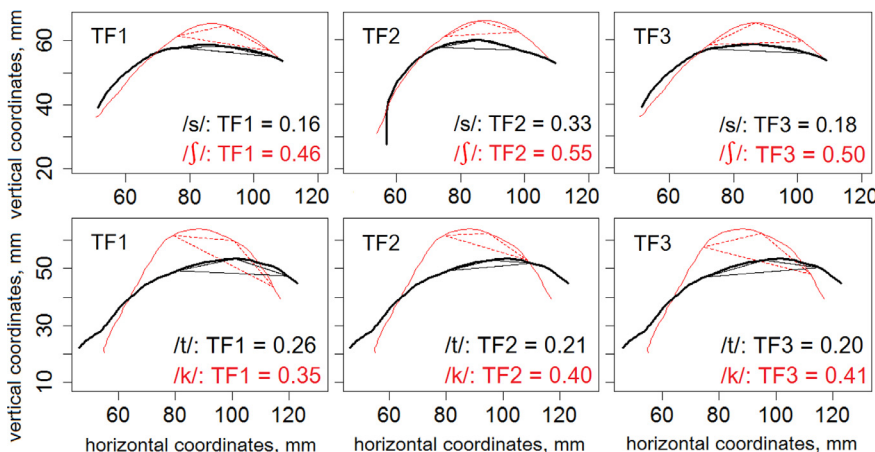 vertical coordinates, mm
60
40
20
TF1
/s/: TF1 = 0.16
/ʃ/: TF1 = 0.46
60 80 100 120
TF2
/s/: TF2 = 0.33
/ʃ/: TF2 = 0.55
60 80 100 120
TF3
/s/: TF3 = 0.18
/ʃ/: TF3 = 0.50
60 80 100 120
vertical coordinates, mm
50
30
10
TF1
/t/: TF1 = 0.26
/k/: TF1 = 0.35
60 80 100 120
horizontal coordinates, mm
TF2
/t/: TF2 = 0.21
/k/: TF2 = 0.40
60 80 100 120
horizontal coordinates, mm
TF3
/t/: TF3 = 0.20
/k/: TF3 = 0.41
60 80 100 120
horizontal coordinates, mm